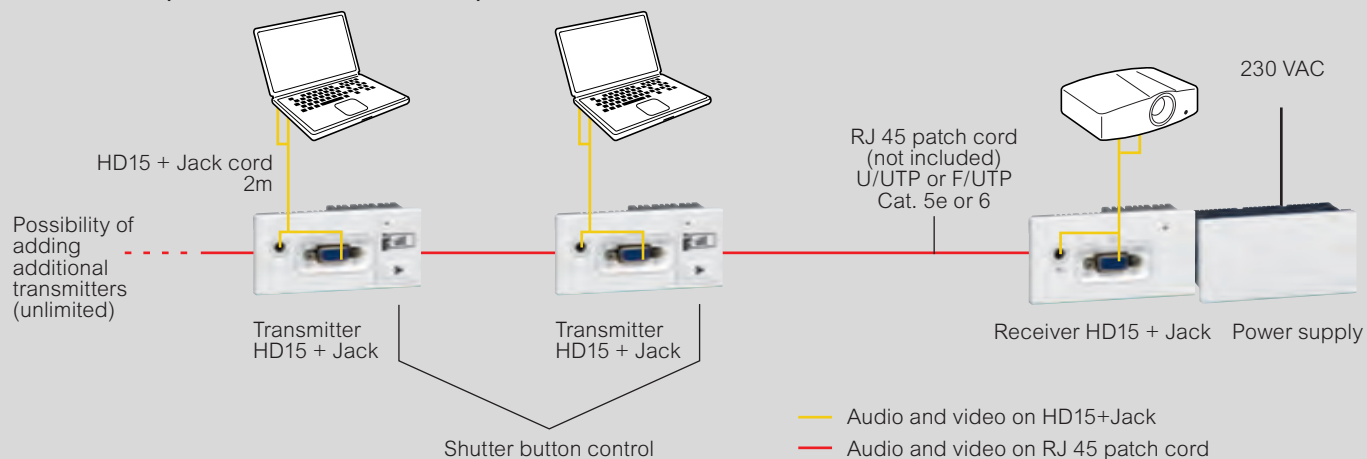 230 VAC
RJ 45 patch cord
(not included)
U/UTP or F/UTP
Cat. 5e or 6
HD15 + Jack cord
2m
Possibility of
adding
additional
transmitters
(unlimited)
Transmitter
HD15 + Jack
Transmitter
HD15 + Jack
Receiver HD15 + Jack
Power supply
Shutter button control
Audio and video on HD15+Jack
Audio and video on RJ 45 patch cord